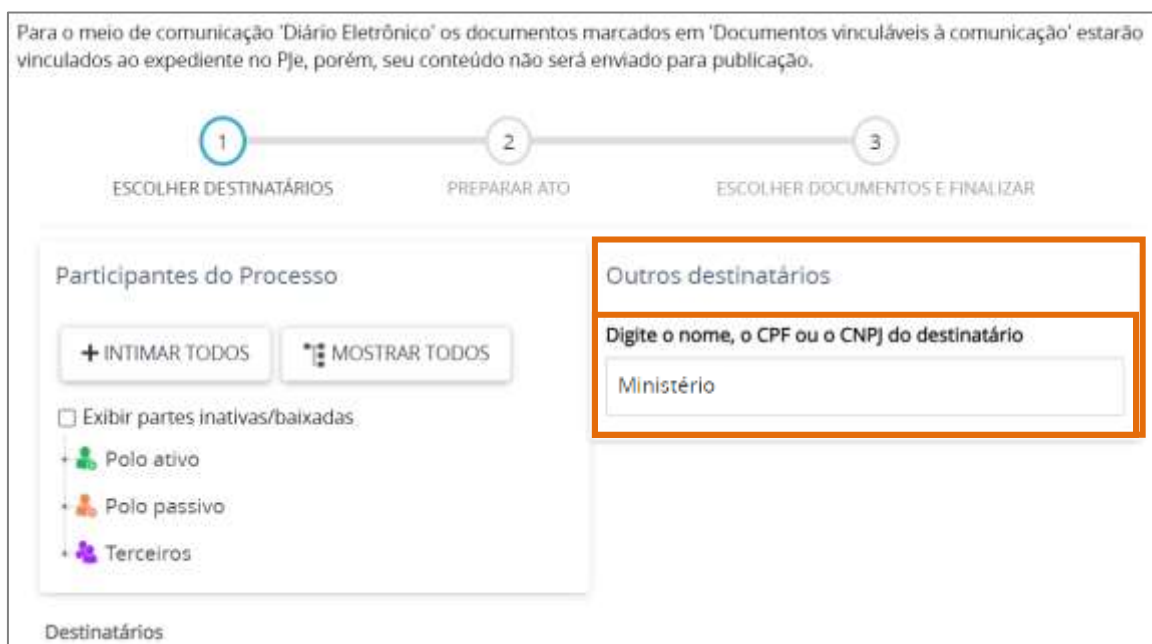 Para o meio de comunicação 'Diário Eletrônico' os documentos marcados em 'Documentos vinculáveis à comunicação' estarão
vinculados ao expediente no PJe, porém, seu conteúdo não será enviado para publicação.
1
2
3
ESCOLHER DESTINATÁRIOS
PREPARAR ATO
ESCOLHER DOCUMENTOS E FINALIZAR
Participantes do Processo
+ INTIMAR TODOS
MOSTRAR TODOS
Exibir partes inativas/baixadas
Polo ativo
Polo passivo
Terceiros
Outros destinatários
Digite o nome, o CPF ou o CNPJ do destinatário
Ministério
Destinatários